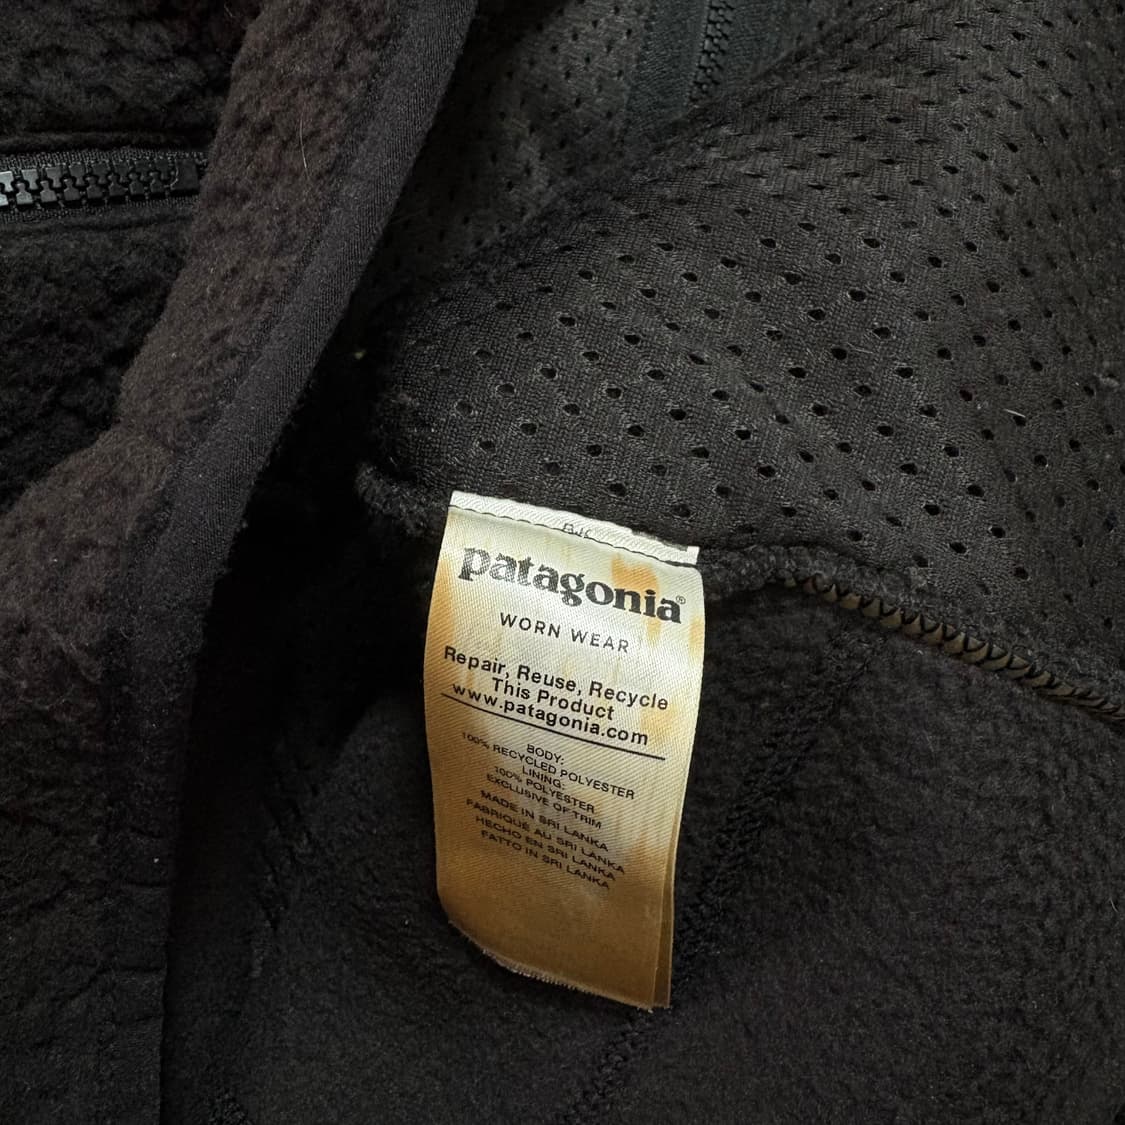 patagonia®
WORN WEAR
Repair, Reuse, Recycle
This Product
www.patagonia.com
BODY:
100% RECYCLED POLYESTER
LINING:
100% POLYESTER
EXCLUSIVE OF TRIM
MADE IN SRI LANKA
FABRIQUÉ AU SRI LANKA
HECHO EN SRI LANKA
FATTO IN SRI LANKA